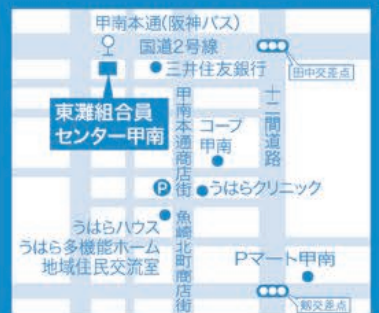 甲南本通(阪神バス)
国道2号線
三井住友銀行
田中交差点
東灘組合員
センター甲南
甲南本通商店街
コープ
甲南
十二間道路
P
うはらクリニック
うはらハウス
うはら多機能ホーム
地域住民交流室
魚崎北町商店街
Pマート甲南